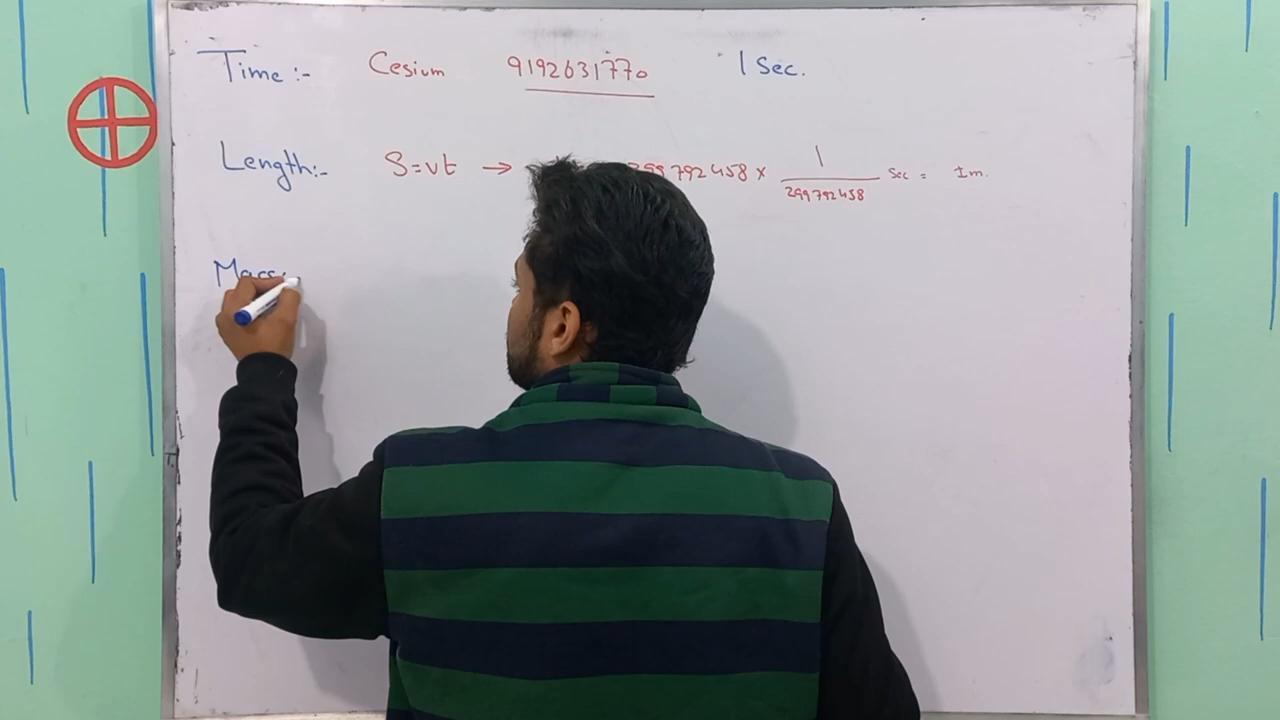 Time :- Cesium 9192631770 1 Sec.
Length:- S=vt → 299792458 × 1/299792458 Sec = 1m.
Mass